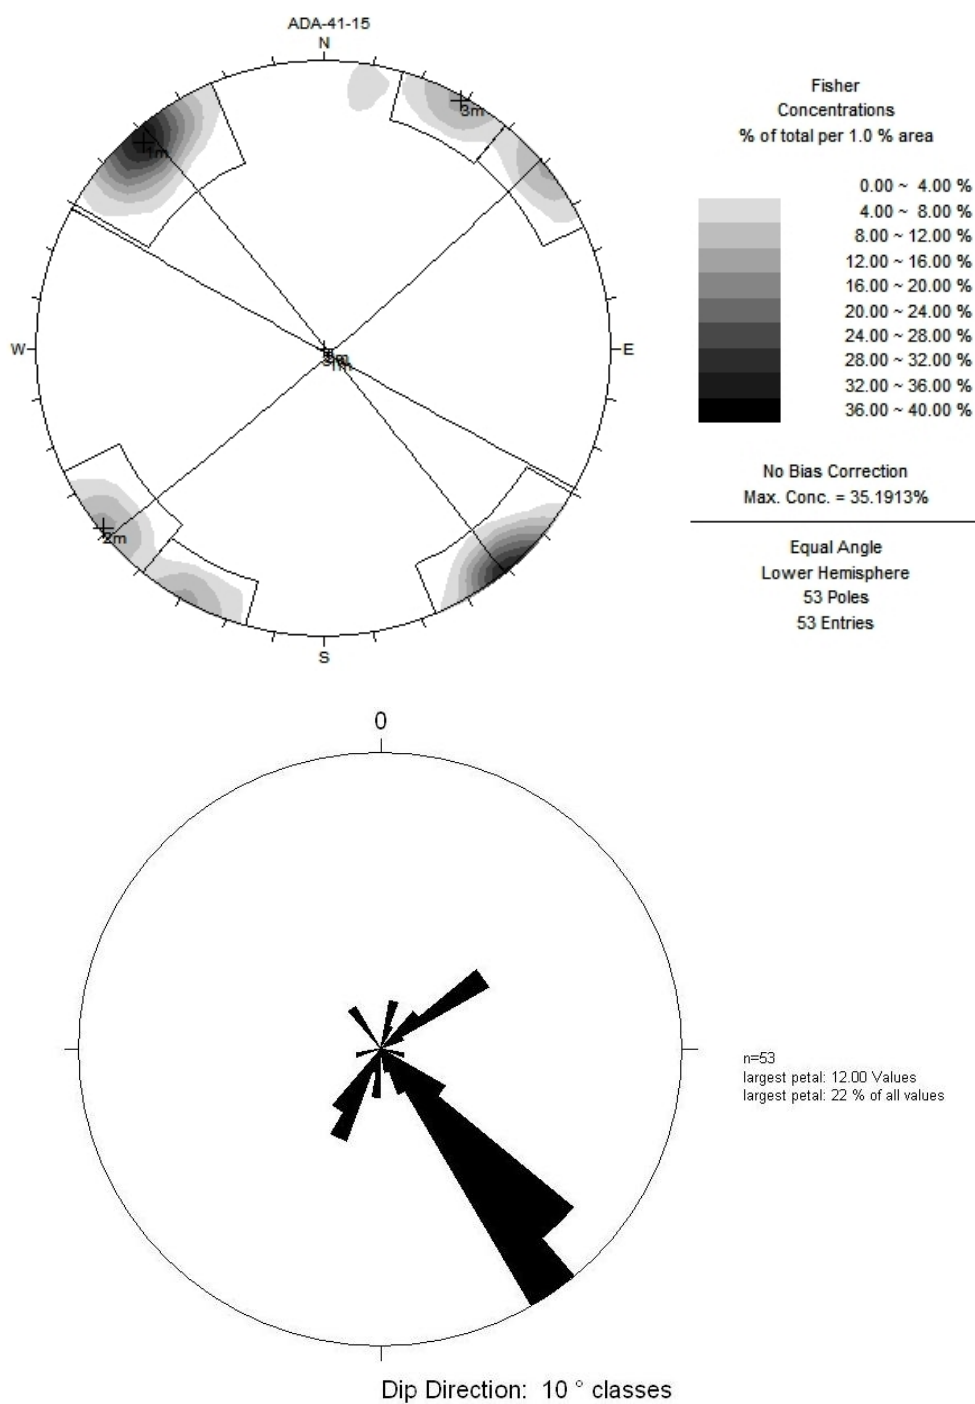 ADA-41-15
N
3m
1m
W
E
1m
2m
S
Fisher
Concentrations
% of total per 1.0 % area
0.00 ~ 4.00 %
4.00 ~ 8.00 %
8.00 ~ 12.00 %
12.00 ~ 16.00 %
16.00 ~ 20.00 %
20.00 ~ 24.00 %
24.00 ~ 28.00 %
28.00 ~ 32.00 %
32.00 ~ 36.00 %
36.00 ~ 40.00 %
No Bias Correction
Max. Conc. = 35.1913%
Equal Angle
Lower Hemisphere
53 Poles
53 Entries
0
n=53
largest petal: 12.00 Values
largest petal: 22 % of all values
Dip Direction: 10 ° classes